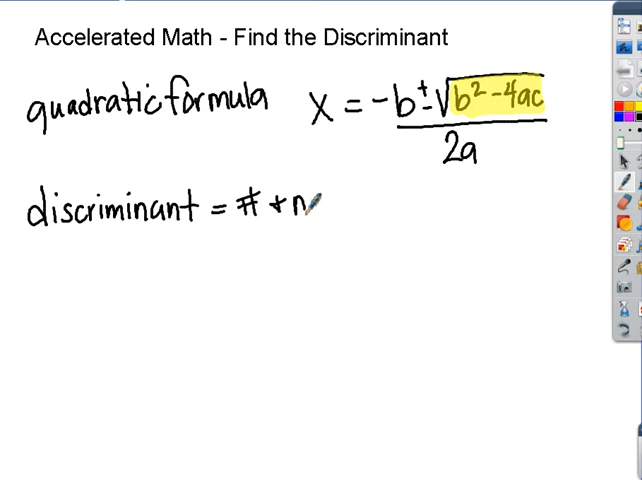 Accelerated Math - Find the Discriminant
quadratic formula x = -b ± √b² - 4ac
2a
discriminant = # + n